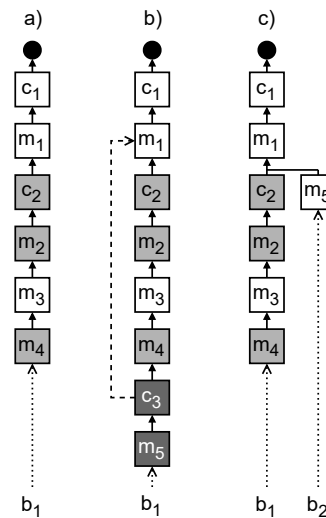 a) b) c)
c1 c1 c1
m1 m1 m1
c2 c2 c2 m5
m2 m2 m2
m3 m3 m3
m4 m4 m4
c3
m5
b1 b1 b1 b2